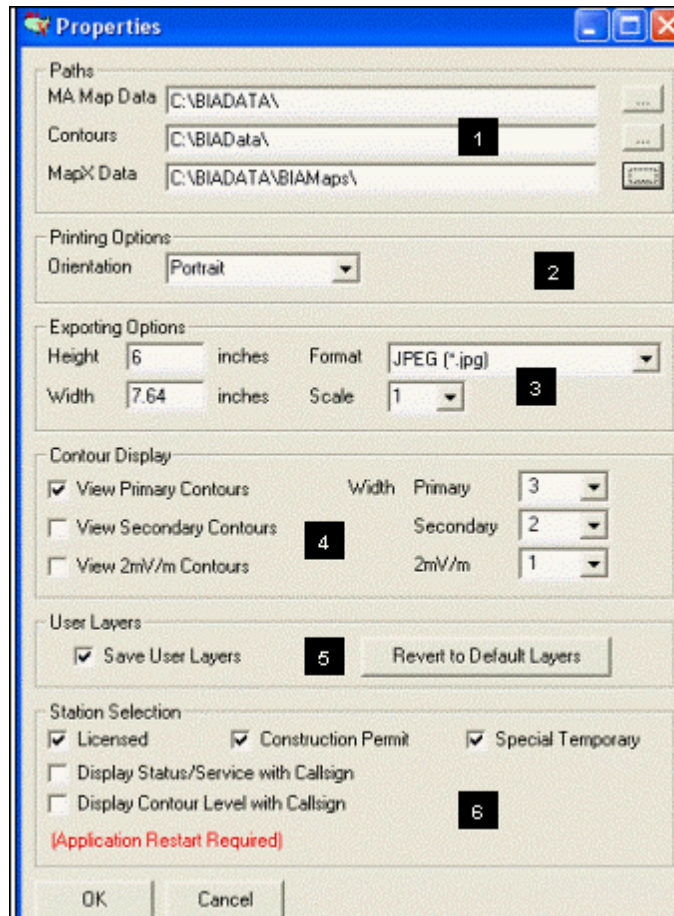 Properties
Paths
MA Map Data C:\BIADATA\ ...
Contours C:\BIAData\ 1 ...
MapX Data C:\BIADATA\BIAMaps\ ...
Printing Options
Orientation Portrait 2
Exporting Options
Height 6 inches Format JPEG (*.jpg)
Width 7.64 inches Scale 1 3
Contour Display
View Primary Contours Width Primary 3
View Secondary Contours 4 Secondary 2
View 2mV/m Contours 2mV/m 1
User Layers
Save User Layers 5 Revert to Default Layers
Station Selection
Licensed Construction Permit Special Temporary
Display Status/Service with Callsign
Display Contour Level with Callsign 6
(Application Restart Required)
OK Cancel